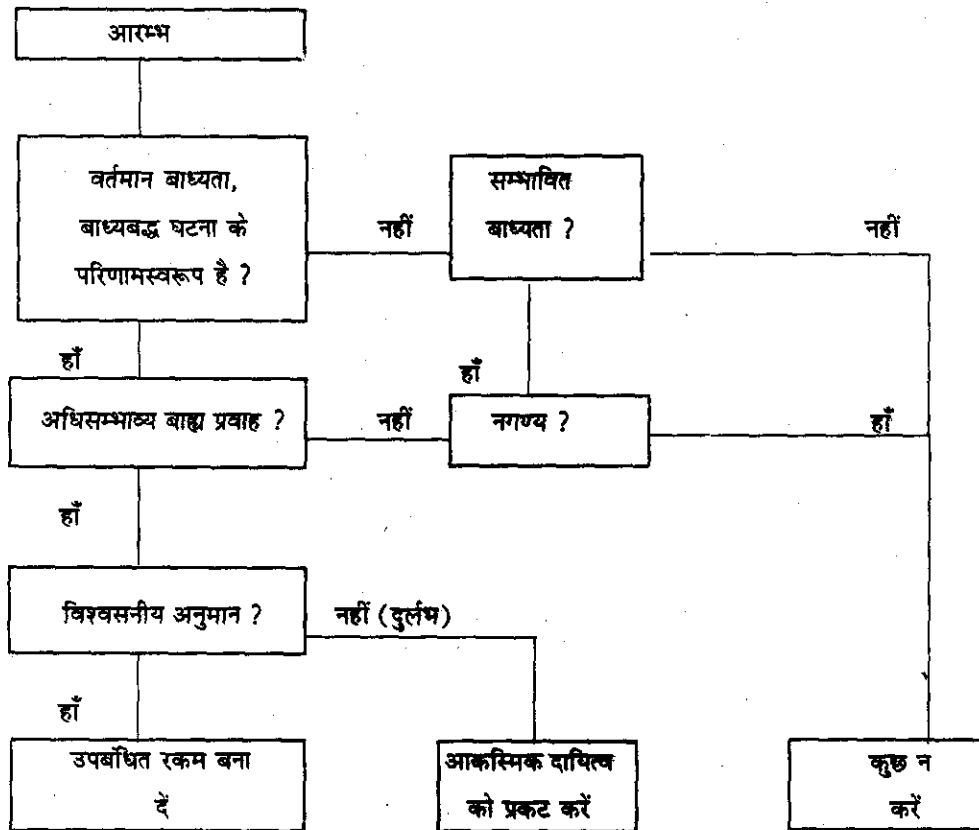 आरम्भ
वर्तमान बाध्यता,
बाध्यबद्ध घटना के
परिणामस्वरूप है ?
नहीं
सम्भावित
बाध्यता ?
नहीं
हाँ
हाँ
अधिसम्भाव्य बाह्य प्रवाह ?
नहीं
नगण्य ?
हाँ
हाँ
विश्वसनीय अनुमान ?
नहीं (दुर्लभ)
हाँ
उपबंधित रकम बना
दें
आकस्मिक दायित्व
को प्रकट करें
कुछ न
करें